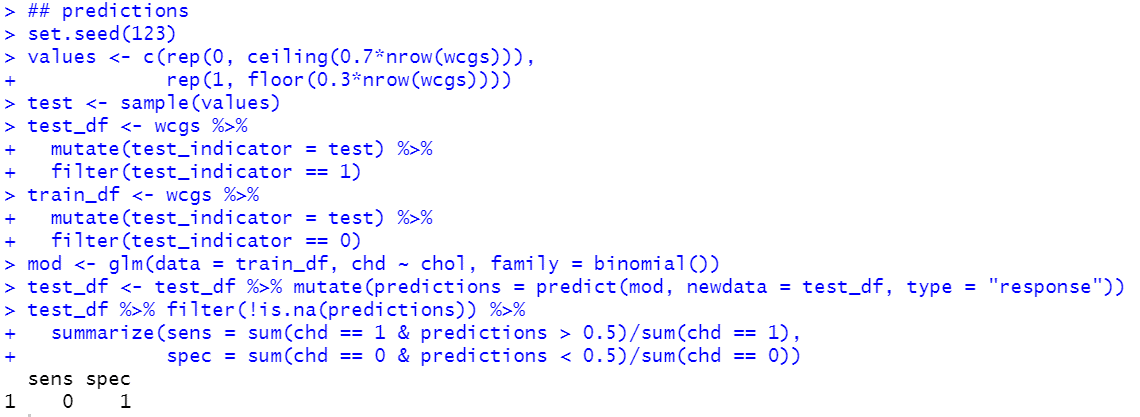 > ## predictions
> set.seed(123)
> values <- c(rep(0, ceiling(0.7*nrow(wcgs))),
+             rep(1, floor(0.3*nrow(wcgs))))
> test <- sample(values)
> test_df <- wcgs %>%
+   mutate(test_indicator = test) %>%
+   filter(test_indicator == 1)
> train_df <- wcgs %>%
+   mutate(test_indicator = test) %>%
+   filter(test_indicator == 0)
> mod <- glm(data = train_df, chd ~ chol, family = binomial())
> test_df <- test_df %>% mutate(predictions = predict(mod, newdata = test_df, type = "response"))
> test_df %>% filter(!is.na(predictions)) %>%
+   summarize(sens = sum(chd == 1 & predictions > 0.5)/sum(chd == 1),
+             spec = sum(chd == 0 & predictions < 0.5)/sum(chd == 0))
  sens spec
1    0    1